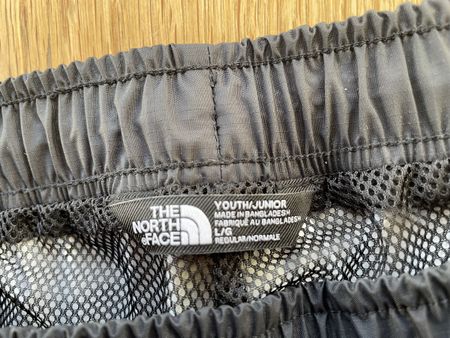 THE
NORTH
FACE
YOUTH/JUNIOR
MADE IN BANGLADESH
FABRIQUÉ AU BANGLADESH
L/G
REGULAR/NORMALE